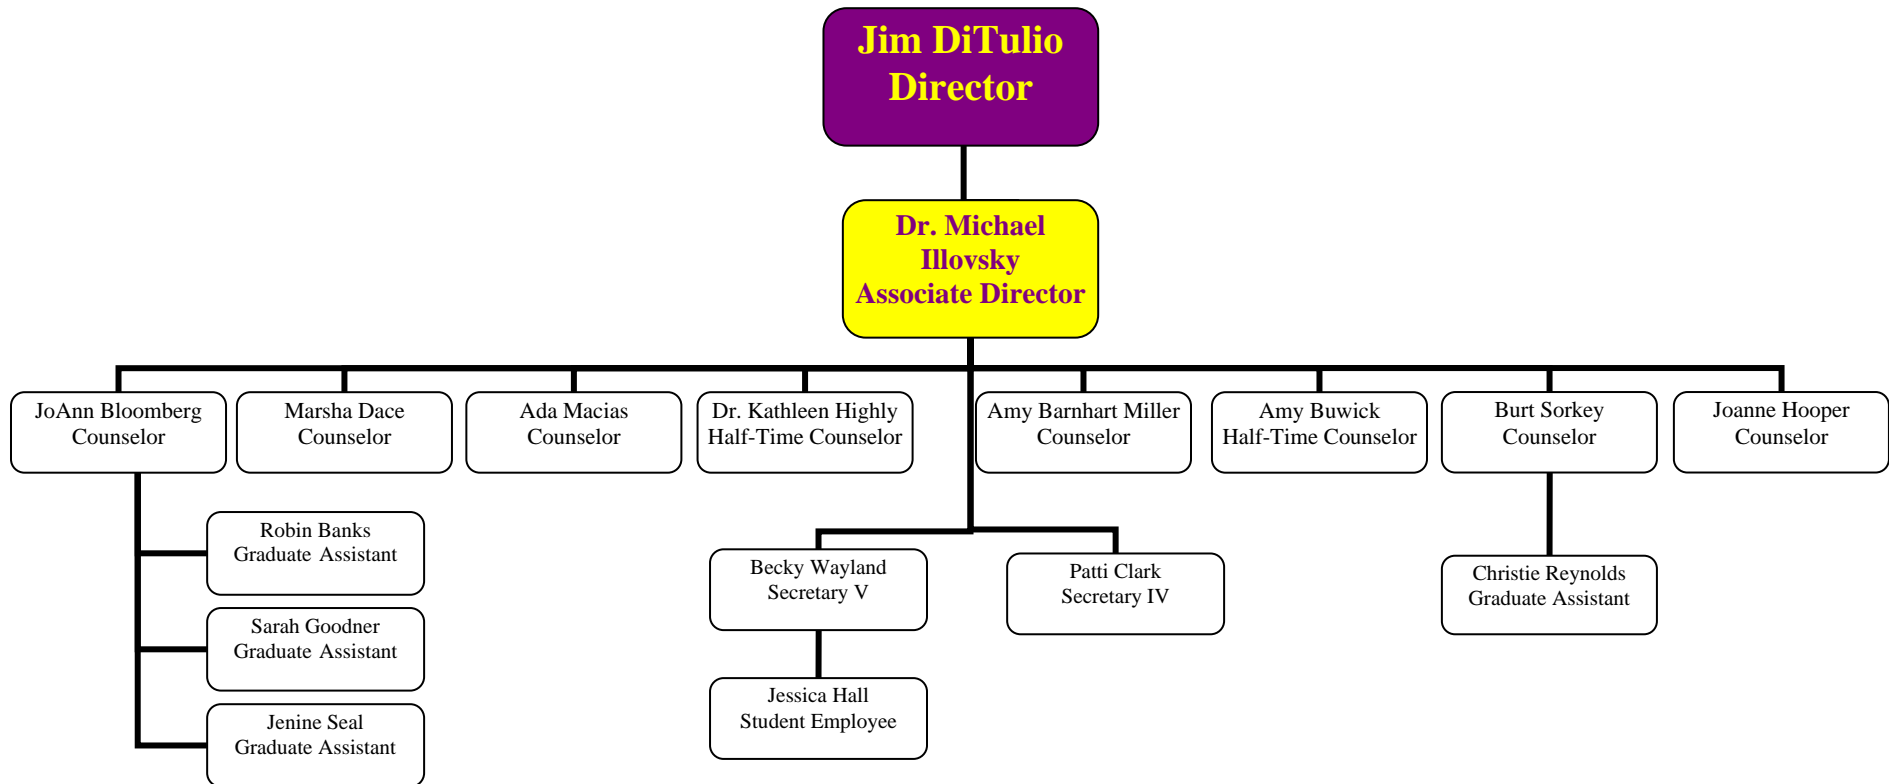 Jim DiTulio
Director
Dr. Michael
Illovsky
Associate Director
JoAnn Bloomberg
Counselor
Marsha Dace
Counselor
Ada Macias
Counselor
Dr. Kathleen Highly
Half-Time Counselor
Amy Barnhart Miller
Counselor
Amy Buwick
Half-Time Counselor
Burt Sorkey
Counselor
Joanne Hooper
Counselor
Robin Banks
Graduate Assistant
Sarah Goodner
Graduate Assistant
Jenine Seal
Graduate Assistant
Becky Wayland
Secretary V
Jessica Hall
Student Employee
Patti Clark
Secretary IV
Christie Reynolds
Graduate Assistant